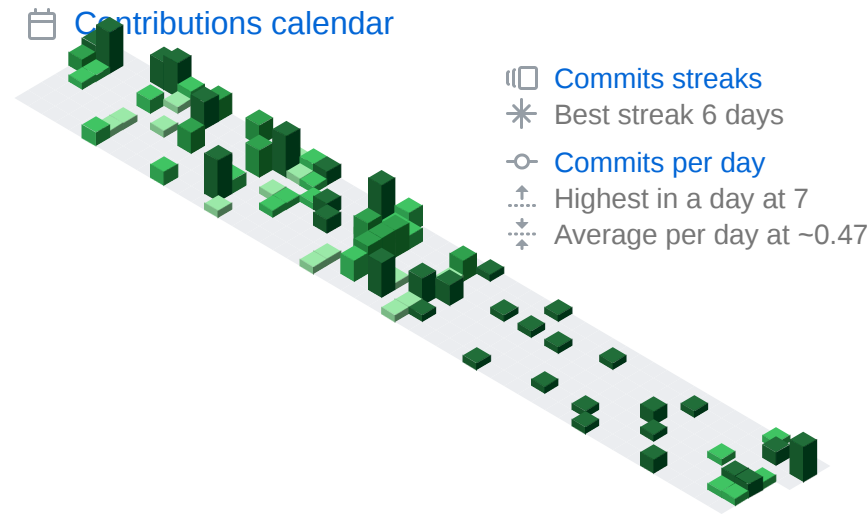 Contributions calendar
Commits streaks
Best streak 6 days
Commits per day
Highest in a day at 7
Average per day at ~0.47